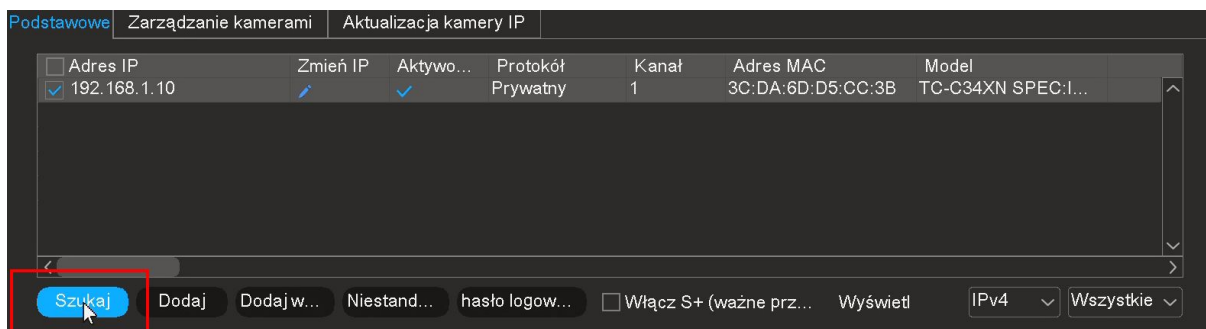 Podstawowe Zarządzanie kamerami Aktualizacja kamery IP
Adres IP Zmień IP Aktywo... Protokół Kanał Adres MAC Model
192.168.1.10 Prywatny 1 3C:DA:6D:D5:CC:3B TC-C34XN SPEC:I...
Szukaj Dodaj Dodaj w... Niestand... hasło logow... Włącz S+ (ważne prz... Wyświetl IPv4 Wszystkie